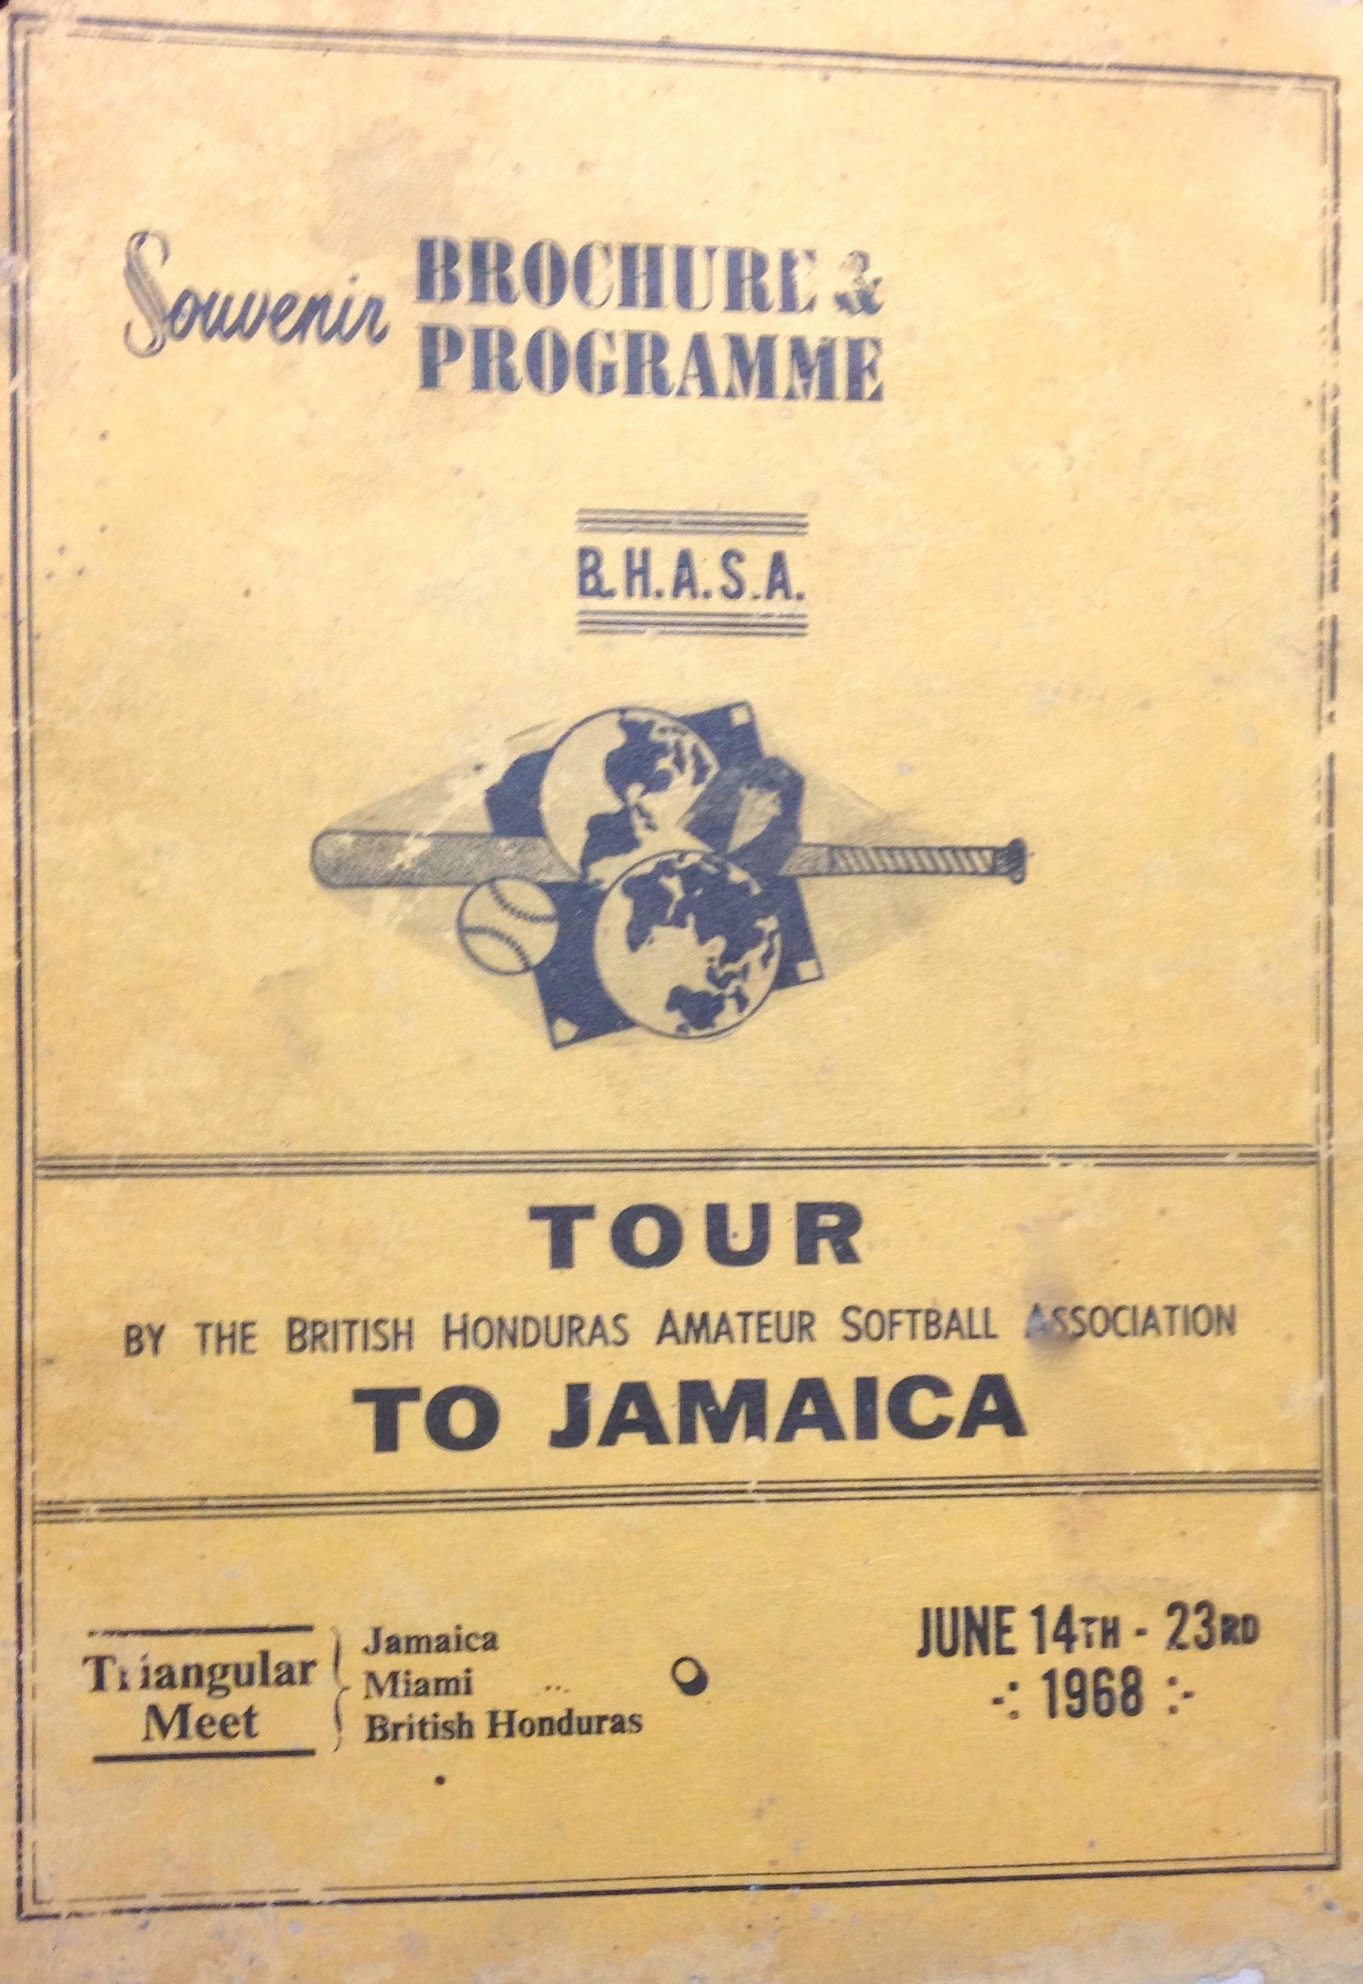 Souvenir BROCHURE &
PROGRAMME
B.H.A.S.A.
TOUR
BY THE BRITISH HONDURAS AMATEUR SOFTBALL ASSOCIATION
TO JAMAICA
Triangular
Meet
Jamaica
Miami
British Honduras
JUNE 14TH - 23RD
-: 1968 :-